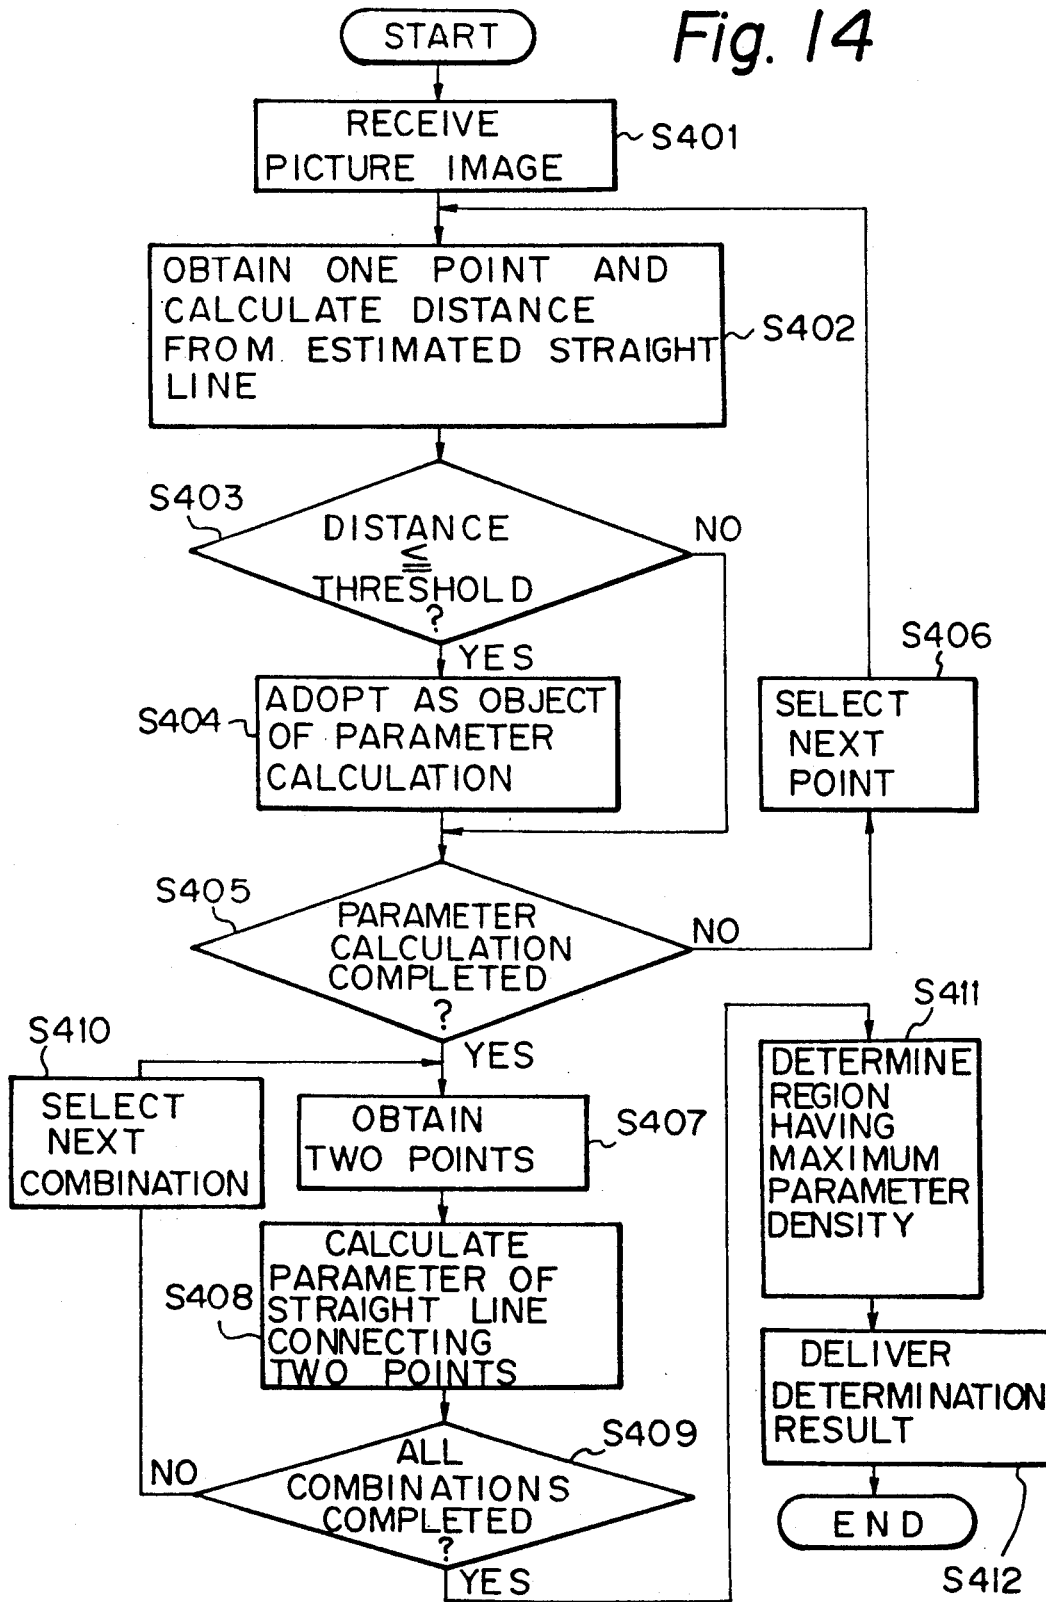 Fig. 14
START
RECEIVE
PICTURE IMAGE
S401
OBTAIN ONE POINT AND
CALCULATE DISTANCE
FROM ESTIMATED STRAIGHT
LINE
S402
S403
DISTANCE
≦
THRESHOLD
?
NO
YES
S404
ADOPT AS OBJECT
OF PARAMETER
CALCULATION
S406
SELECT
NEXT
POINT
S405
PARAMETER
CALCULATION
COMPLETED
?
NO
YES
S410
SELECT
NEXT
COMBINATION
OBTAIN
TWO POINTS
S407
CALCULATE
PARAMETER OF
STRAIGHT LINE
CONNECTING
TWO POINTS
S408
ALL
COMBINATIONS
COMPLETED
?
S409
NO
YES
S411
DETERMINE
REGION
HAVING
MAXIMUM
PARAMETER
DENSITY
DELIVER
DETERMINATION
RESULT
S412
END